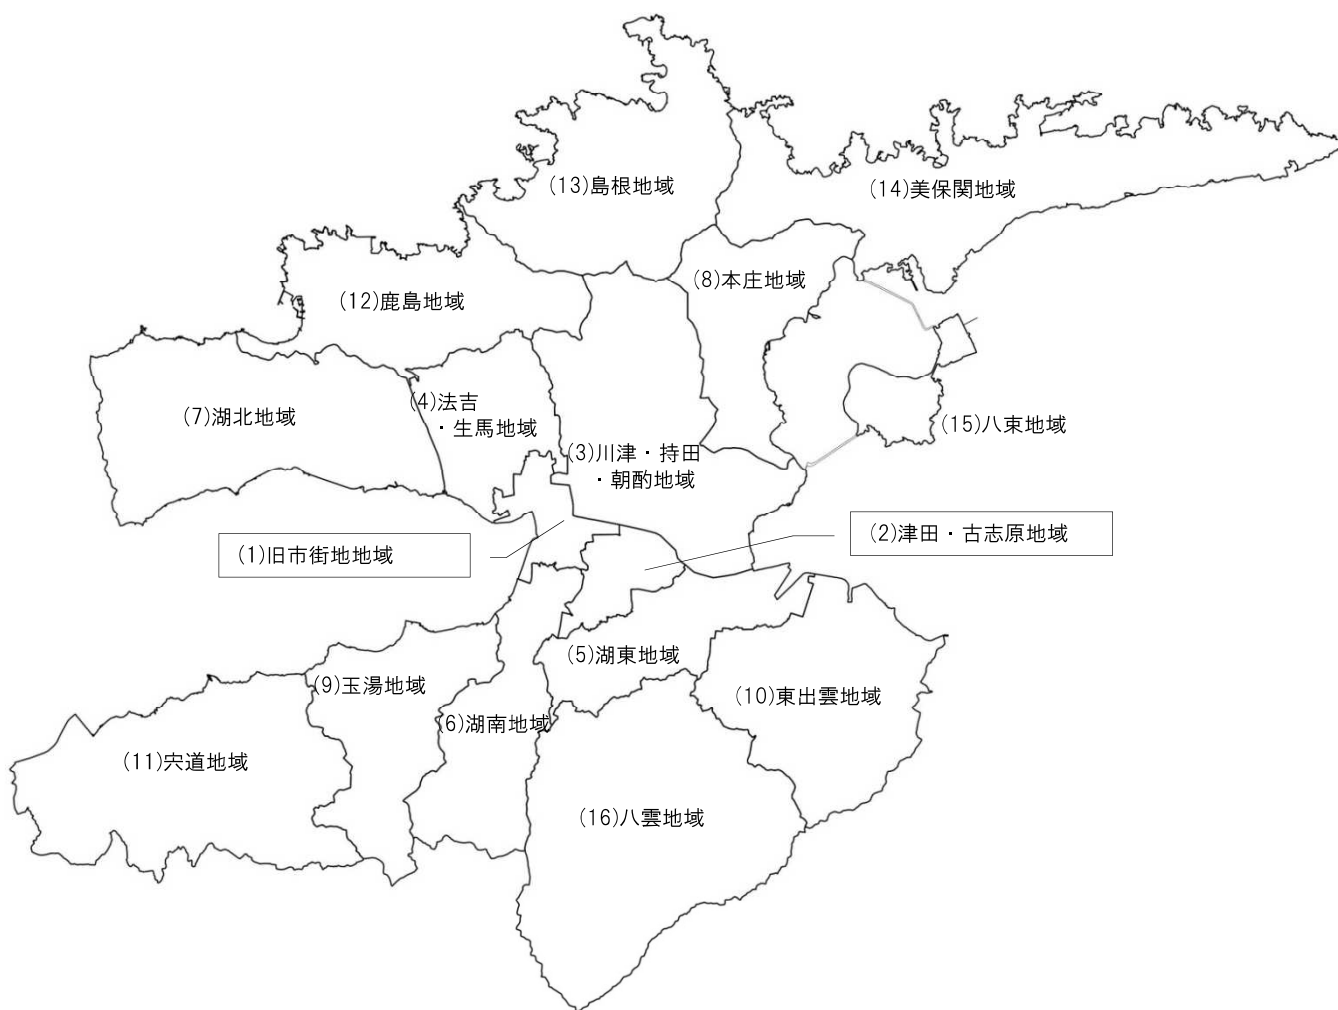 (13)島根地域
(14)美保関地域
(8)本庄地域
(12)鹿島地域
(7)湖北地域
(4)法吉
・生馬地域
(15)八束地域
(3)川津・持田
・朝酌地域
(1)旧市街地地域
(2)津田・古志原地域
(5)湖東地域
(9)玉湯地域
(10)東出雲地域
(6)湖南地域
(11)宍道地域
(16)八雲地域